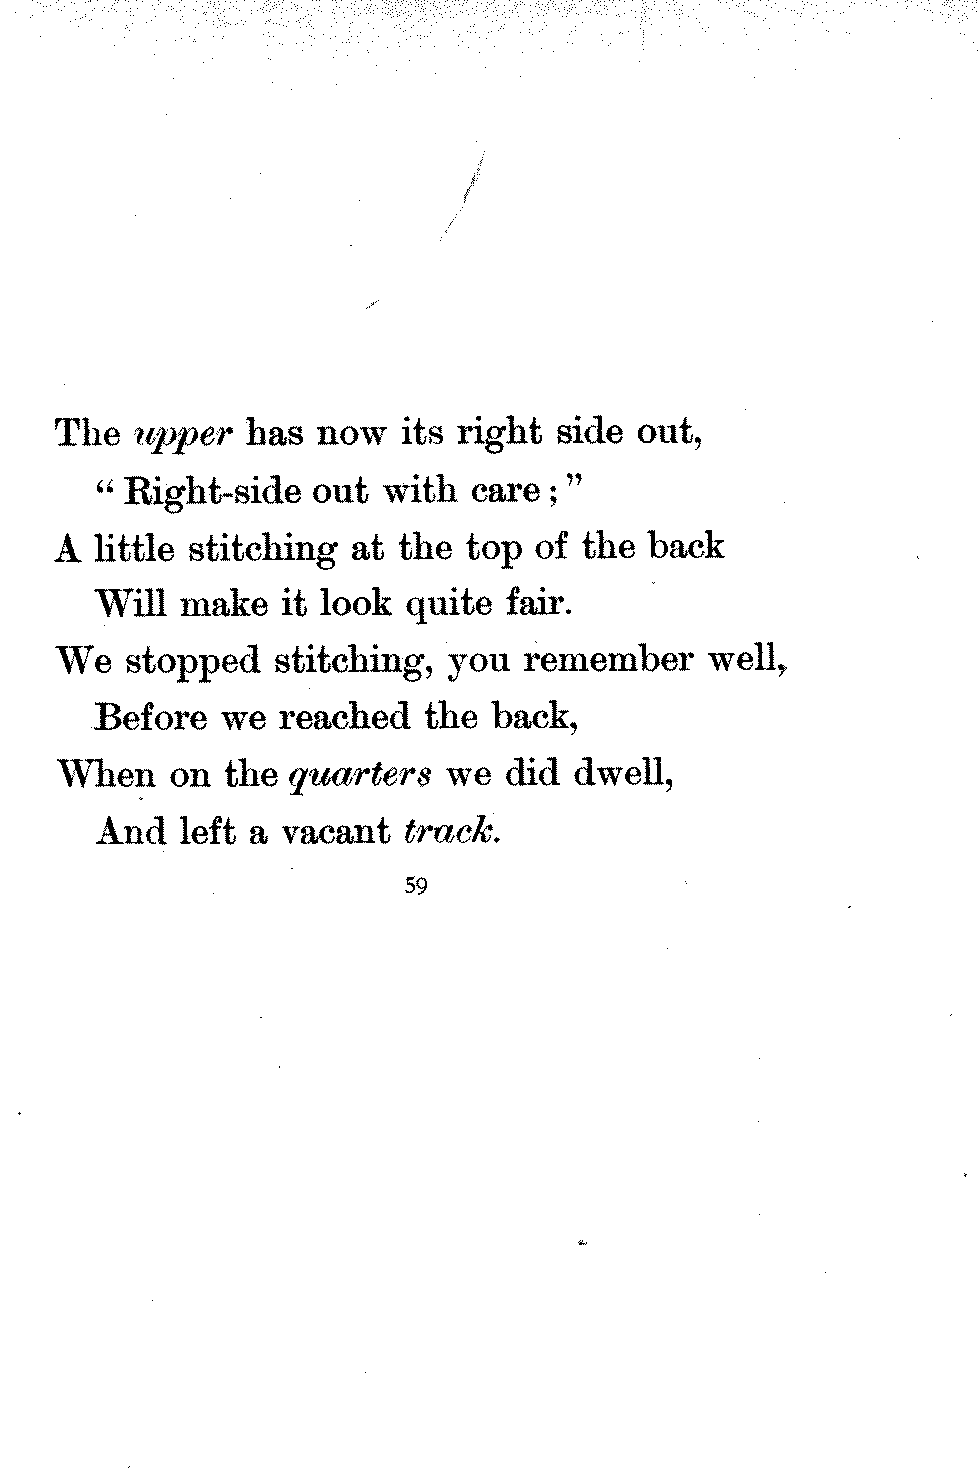 The upper has now its right side out,
“ Right-side out with care ; ”
A little stitching at the top of the back
Will make it look quite fair.
We stopped stitching, you remember well,
Before we reached the back,
When on the quarters we did dwell,
And left a vacant track.
59